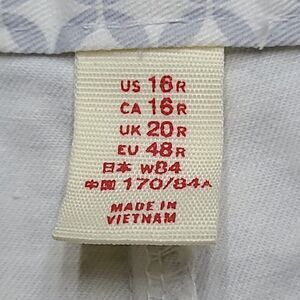 US 16R
CA 16R
UK 20R
EU 48R
日本 W84
中国 170/84A
MADE IN
VIETNAM